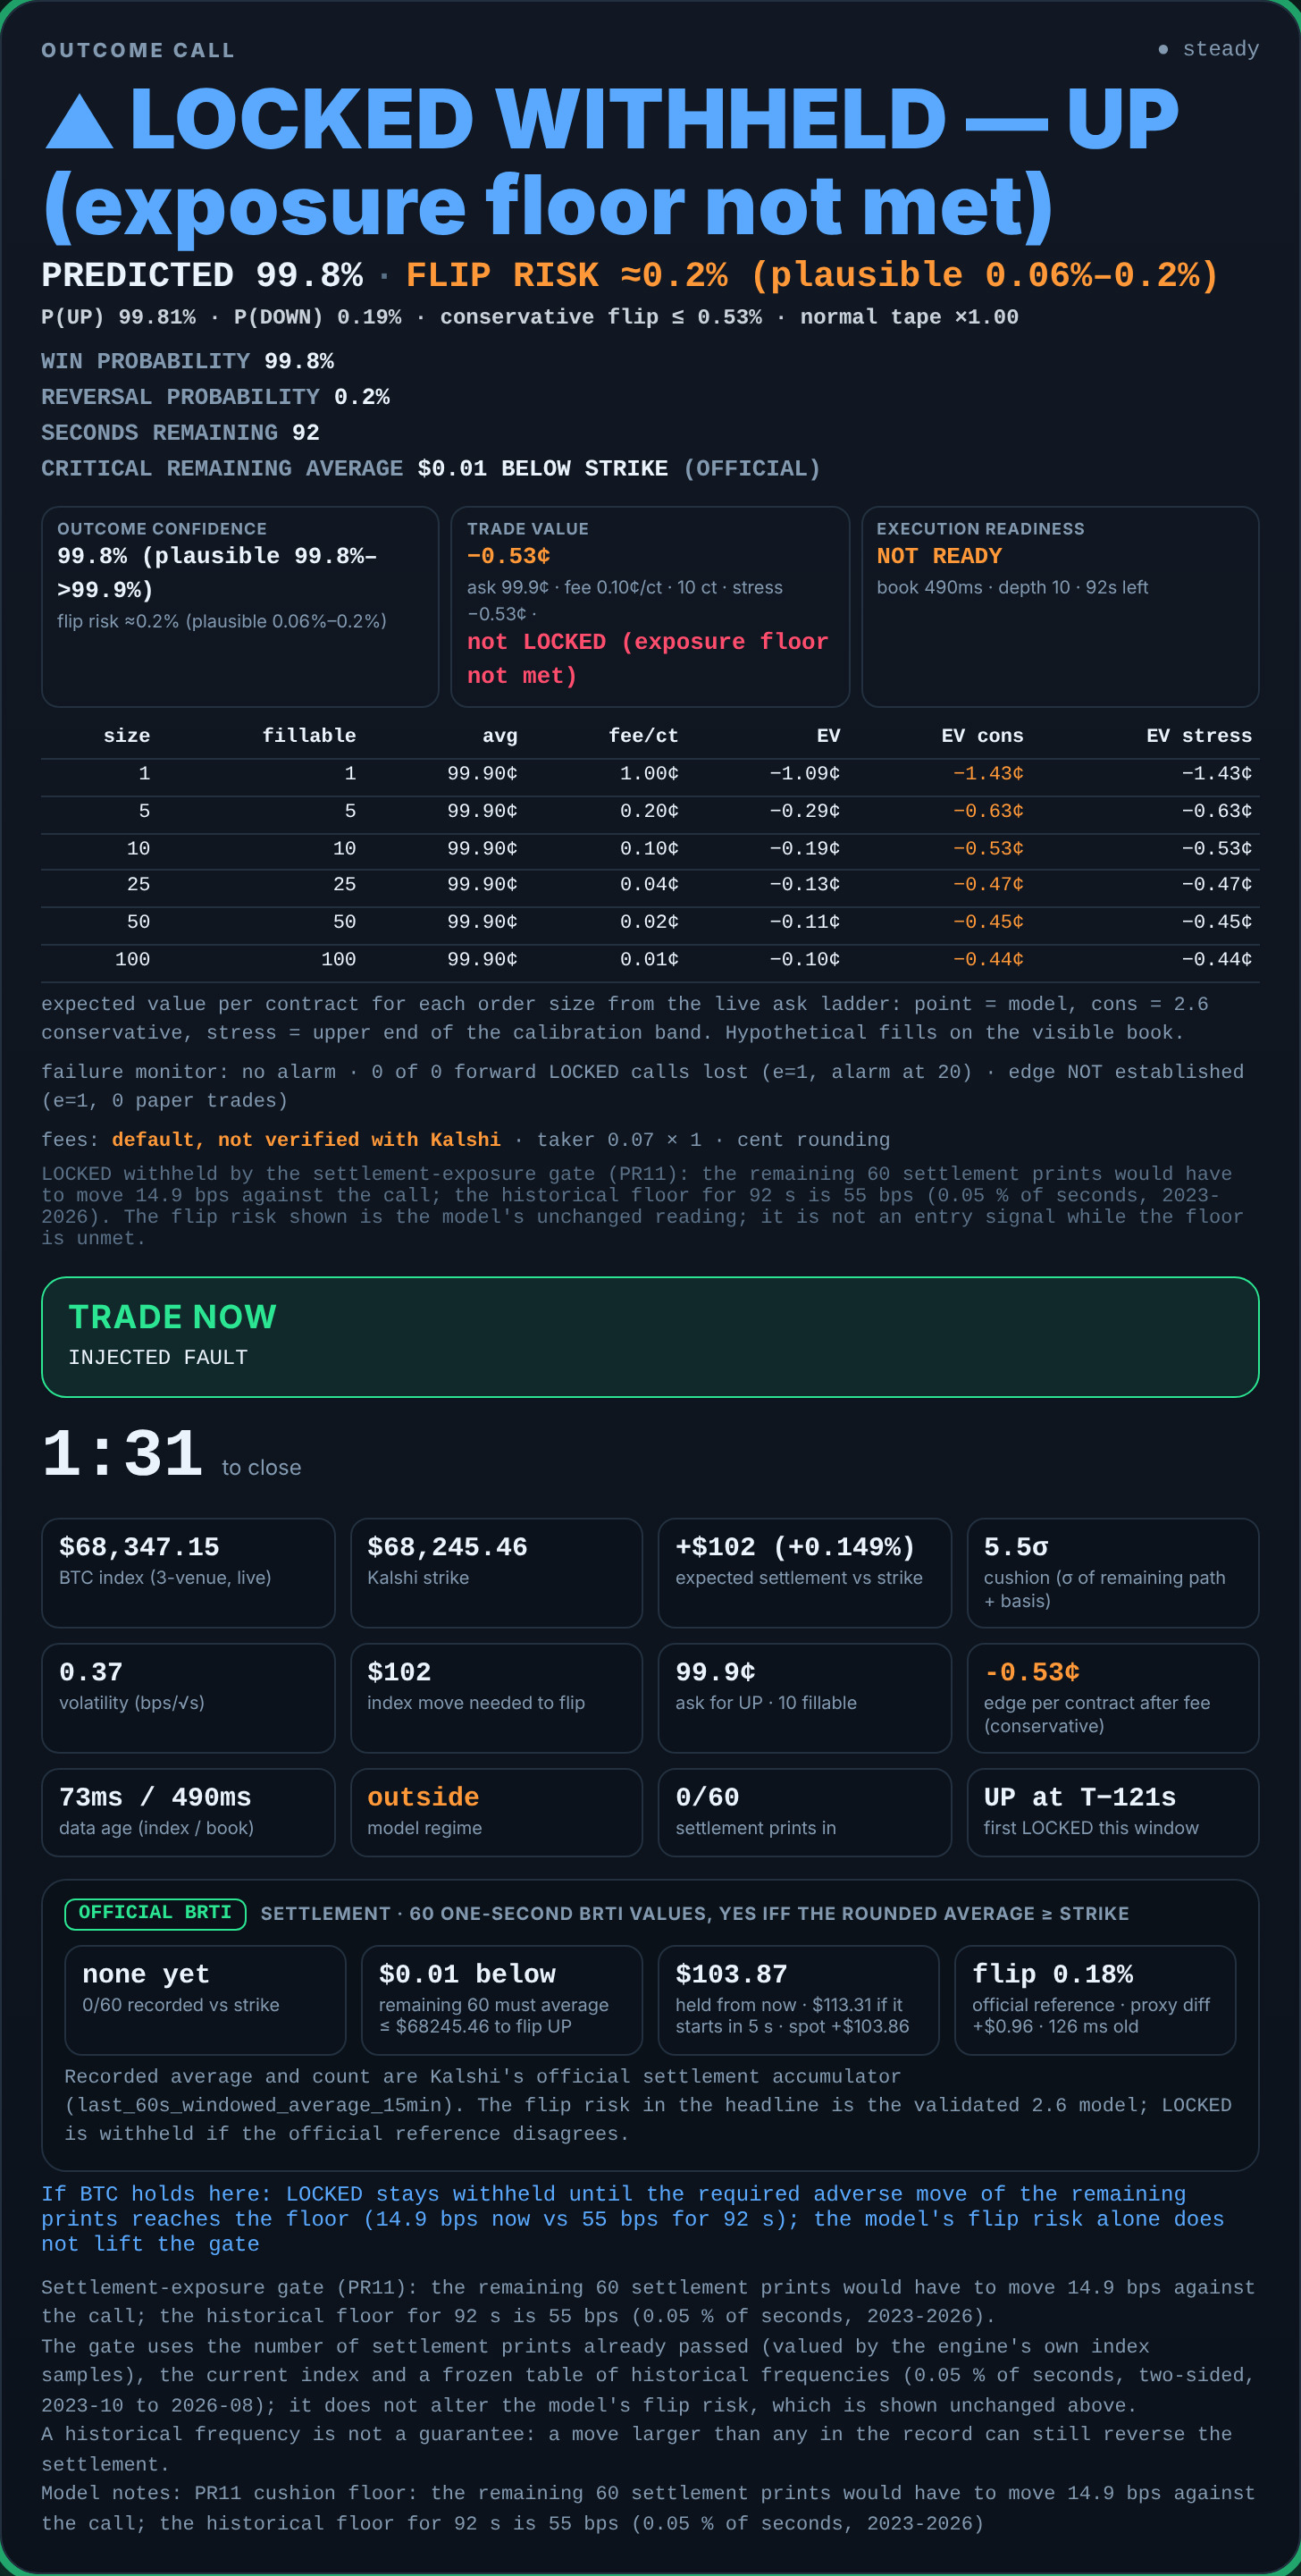 OUTCOME CALL
● steady
▲ LOCKED WITHHELD — UP
(exposure floor not met)
PREDICTED 99.8% · FLIP RISK ≈0.2% (plausible 0.06%–0.2%)
P(UP) 99.81% · P(DOWN) 0.19% · conservative flip ≤ 0.53% · normal tape ×1.00
WIN PROBABILITY 99.8%
REVERSAL PROBABILITY 0.2%
SECONDS REMAINING 92
CRITICAL REMAINING AVERAGE $0.01 BELOW STRIKE (OFFICIAL)
OUTCOME CONFIDENCE
99.8% (plausible 99.8%–
>99.9%)
flip risk ≈0.2% (plausible 0.06%–0.2%)
TRADE VALUE
−0.53¢
ask 99.9¢ · fee 0.10¢/ct · 10 ct · stress
−0.53¢ ·
not LOCKED (exposure floor
not met)
EXECUTION READINESS
NOT READY
book 490ms · depth 10 · 92s left
size fillable avg fee/ct EV EV cons EV stress
1 1 99.90¢ 1.00¢ −1.09¢ −1.43¢ −1.43¢
5 5 99.90¢ 0.20¢ −0.29¢ −0.63¢ −0.63¢
10 10 99.90¢ 0.10¢ −0.19¢ −0.53¢ −0.53¢
25 25 99.90¢ 0.04¢ −0.13¢ −0.47¢ −0.47¢
50 50 99.90¢ 0.02¢ −0.11¢ −0.45¢ −0.45¢
100 100 99.90¢ 0.01¢ −0.10¢ −0.44¢ −0.44¢
expected value per contract for each order size from the live ask ladder: point = model, cons = 2.6
conservative, stress = upper end of the calibration band. Hypothetical fills on the visible book.
failure monitor: no alarm · 0 of 0 forward LOCKED calls lost (e=1, alarm at 20) · edge NOT established
(e=1, 0 paper trades)
fees: default, not verified with Kalshi · taker 0.07 × 1 · cent rounding
LOCKED withheld by the settlement-exposure gate (PR11): the remaining 60 settlement prints would have
to move 14.9 bps against the call; the historical floor for 92 s is 55 bps (0.05 % of seconds, 2023-
2026). The flip risk shown is the model's unchanged reading; it is not an entry signal while the floor
is unmet.
TRADE NOW
INJECTED FAULT
1:31 to close
$68,347.15
BTC index (3-venue, live)
$68,245.46
Kalshi strike
+$102 (+0.149%)
expected settlement vs strike
5.5σ
cushion (σ of remaining path
+ basis)
0.37
volatility (bps/√s)
$102
index move needed to flip
99.9¢
ask for UP · 10 fillable
-0.53¢
edge per contract after fee
(conservative)
73ms / 490ms
data age (index / book)
outside
model regime
0/60
settlement prints in
UP at T−121s
first LOCKED this window
OFFICIAL BRTI SETTLEMENT · 60 ONE-SECOND BRTI VALUES, YES IFF THE ROUNDED AVERAGE ≥ STRIKE
none yet
0/60 recorded vs strike
$0.01 below
remaining 60 must average
≤ $68245.46 to flip UP
$103.87
held from now · $113.31 if it
starts in 5 s · spot +$103.86
flip 0.18%
official reference · proxy diff
+$0.96 · 126 ms old
Recorded average and count are Kalshi's official settlement accumulator
(last_60s_windowed_average_15min). The flip risk in the headline is the validated 2.6 model; LOCKED
is withheld if the official reference disagrees.
If BTC holds here: LOCKED stays withheld until the required adverse move of the remaining
prints reaches the floor (14.9 bps now vs 55 bps for 92 s); the model's flip risk alone does
not lift the gate
Settlement-exposure gate (PR11): the remaining 60 settlement prints would have to move 14.9 bps against
the call; the historical floor for 92 s is 55 bps (0.05 % of seconds, 2023-2026).
The gate uses the number of settlement prints already passed (valued by the engine's own index
samples), the current index and a frozen table of historical frequencies (0.05 % of seconds, two-sided,
2023-10 to 2026-08); it does not alter the model's flip risk, which is shown unchanged above.
A historical frequency is not a guarantee: a move larger than any in the record can still reverse the
settlement.
Model notes: PR11 cushion floor: the remaining 60 settlement prints would have to move 14.9 bps against
the call; the historical floor for 92 s is 55 bps (0.05 % of seconds, 2023-2026)